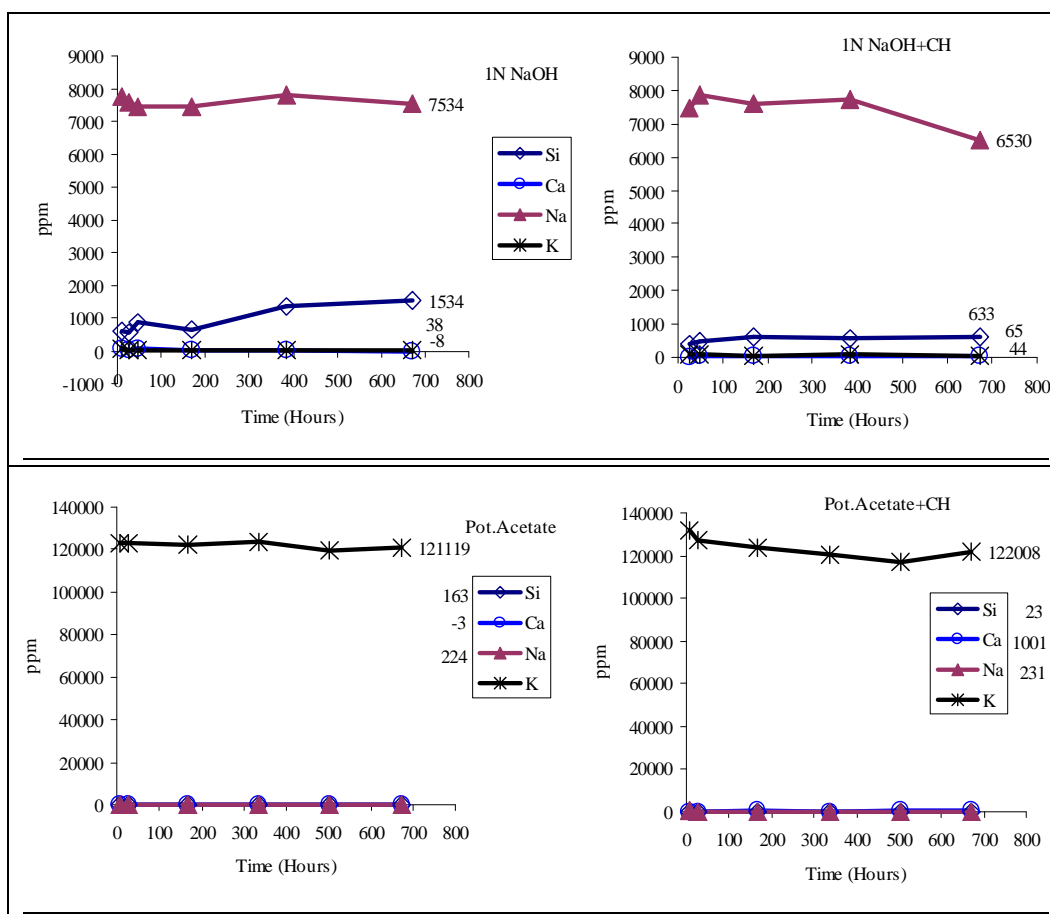 1N NaOH
9000
8000
7000
6000
5000
4000
3000
2000
1000
0
-1000
ppm
0 100 200 300 400 500 600 700 800
Time (Hours)
Si
Ca
Na
K
7534
1534
38
-8
1N NaOH+CH
9000
8000
7000
6000
5000
4000
3000
2000
1000
0
ppm
0 100 200 300 400 500 600 700 800
Time (Hours)
6530
633
65
44
Pot.Acetate
140000
120000
100000
80000
60000
40000
20000
0
ppm
0 100 200 300 400 500 600 700 800
Time (Hours)
121119
163 Si
-3 Ca
224 Na
K
Pot.Acetate+CH
140000
120000
100000
80000
60000
40000
20000
0
ppm
0 100 200 300 400 500 600 700 800
Time (Hours)
122008
Si 23
Ca 1001
Na 231
K